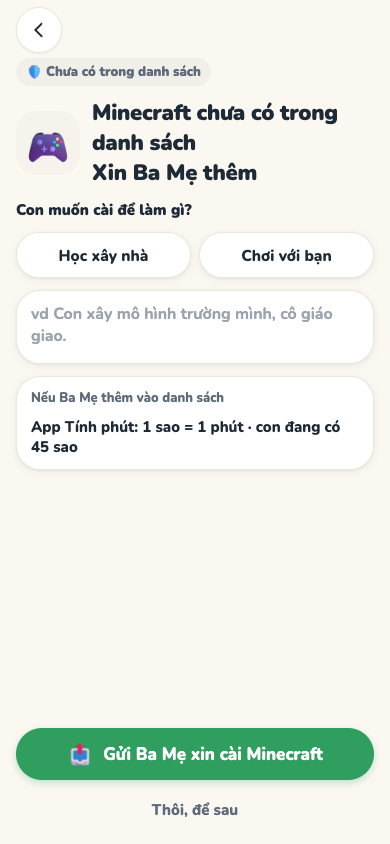 Chưa có trong danh sách
Minecraft chưa có trong
danh sách
Xin Ba Mẹ thêm
Con muốn cài để làm gì?
Học xây nhà
Chơi với bạn
vd Con xây mô hình trường mình, cô giáo
giao.
Nếu Ba Mẹ thêm vào danh sách
App Tính phút: 1 sao = 1 phút · con đang có
45 sao
Gửi Ba Mẹ xin cài Minecraft
Thôi, để sau